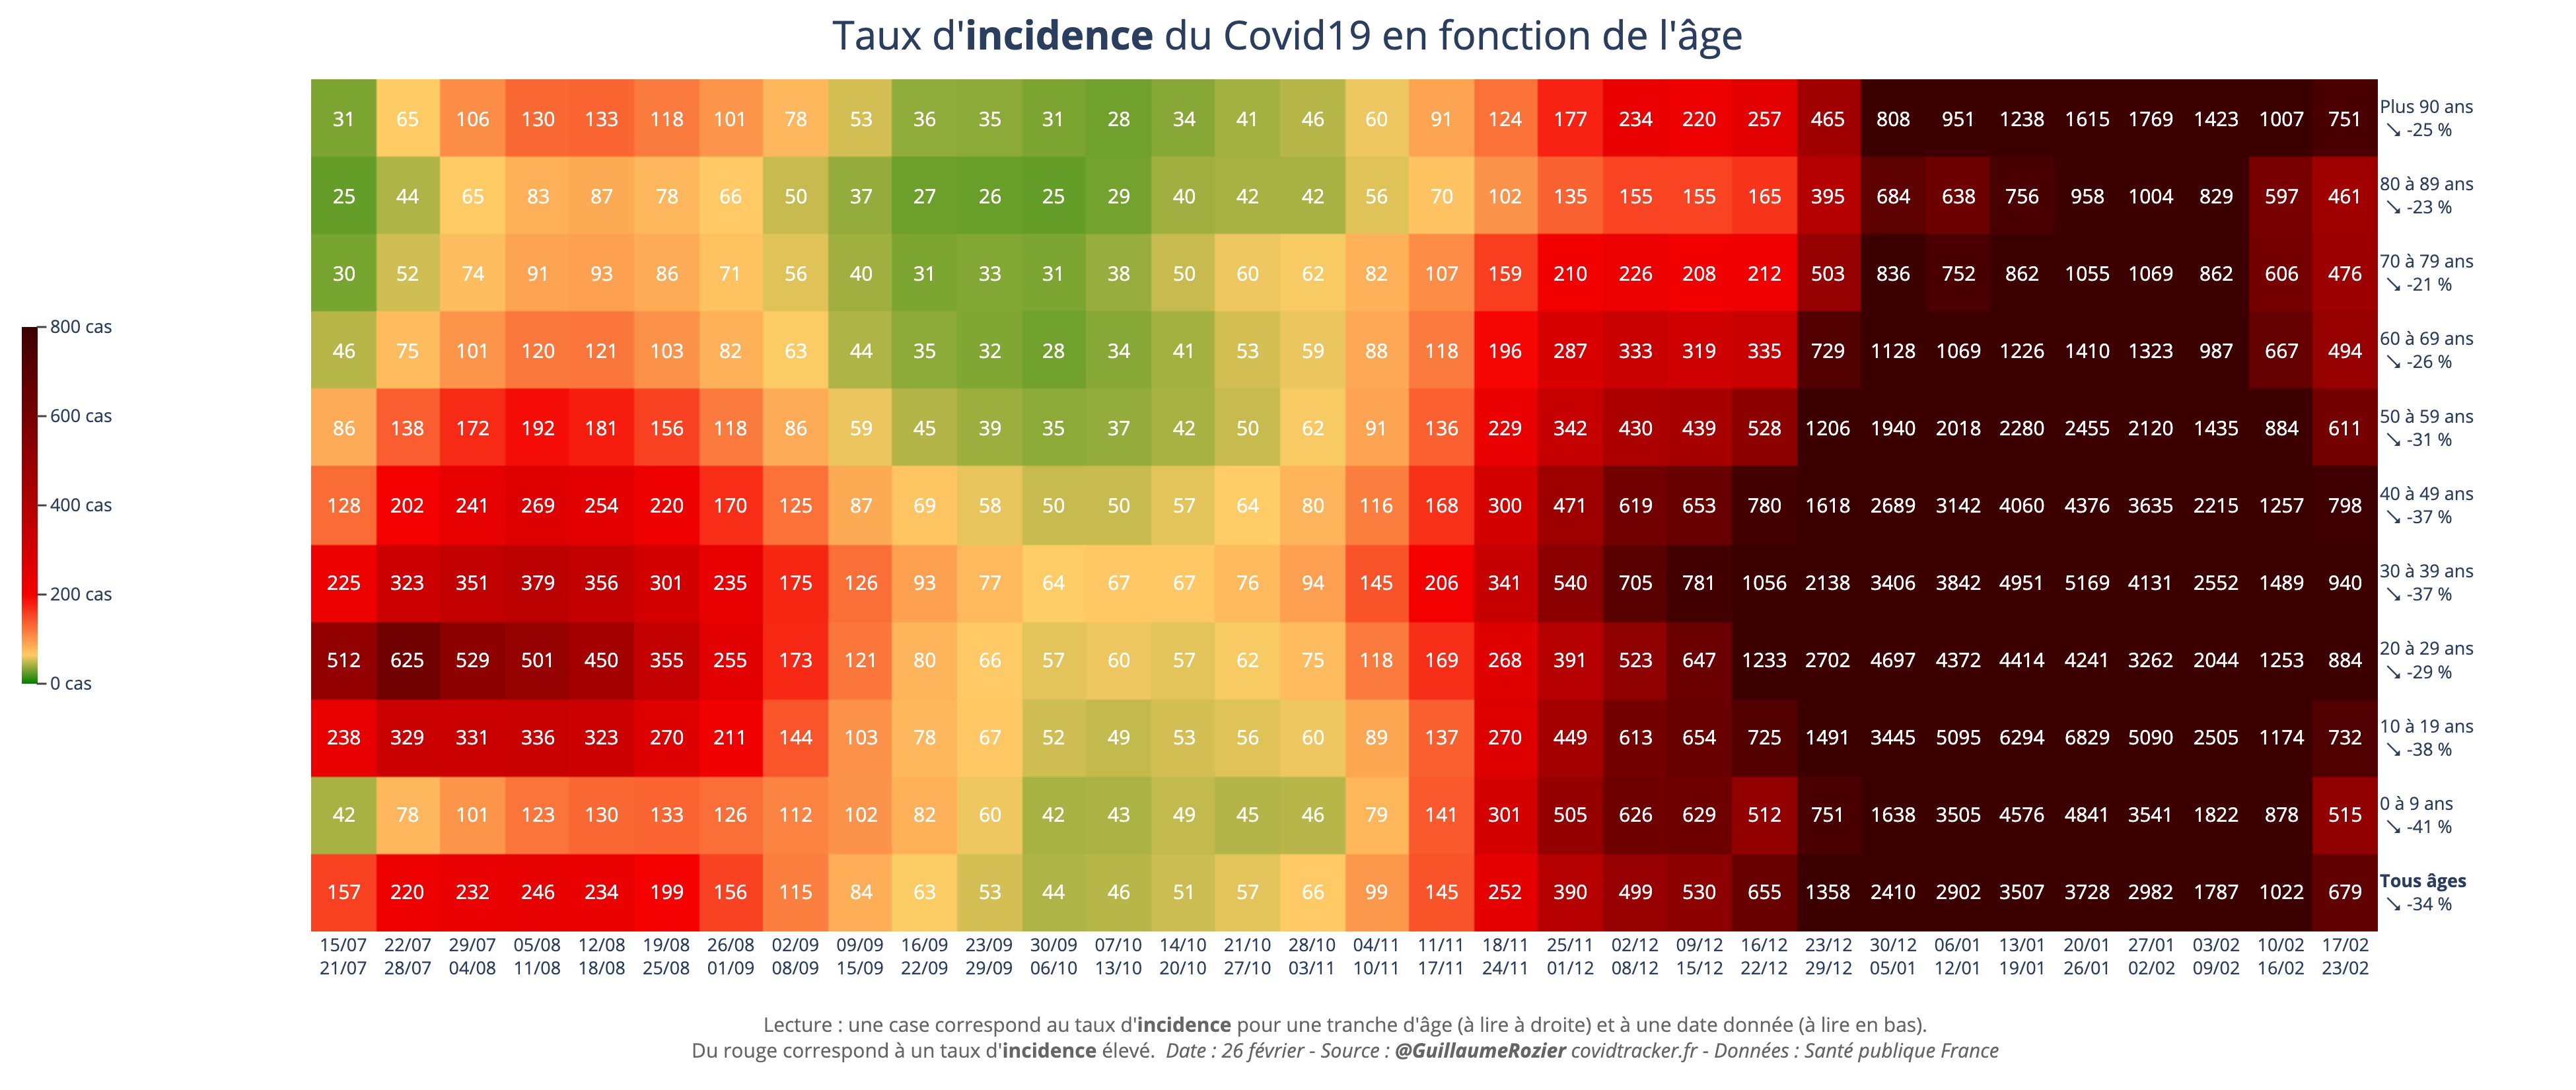 Taux d'incidence du Covid19 en fonction de l'âge
800 cas
600 cas
400 cas
200 cas
0 cas
31 65 106 130 133 118 101 78 53 36 35 31 28 34 41 46 60 91 124 177 234 220 257 465 808 951 1238 1615 1769 1423 1007 751 Plus 90 ans
↘ -25 %
25 44 65 83 87 78 66 50 37 27 26 25 29 40 42 42 56 70 102 135 155 155 165 395 684 638 756 958 1004 829 597 461 80 à 89 ans
↘ -23 %
30 52 74 91 93 86 71 56 40 31 33 31 38 50 60 62 82 107 159 210 226 208 212 503 836 752 862 1055 1069 862 606 476 70 à 79 ans
↘ -21 %
46 75 101 120 121 103 82 63 44 35 32 28 34 41 53 59 88 118 196 287 333 319 335 729 1128 1069 1226 1410 1323 987 667 494 60 à 69 ans
↘ -26 %
86 138 172 192 181 156 118 86 59 45 39 35 37 42 50 62 91 136 229 342 430 439 528 1206 1940 2018 2280 2455 2120 1435 884 611 50 à 59 ans
↘ -31 %
128 202 241 269 254 220 170 125 87 69 58 50 50 57 64 80 116 168 300 471 619 653 780 1618 2689 3142 4060 4376 3635 2215 1257 798 40 à 49 ans
↘ -37 %
225 323 351 379 356 301 235 175 126 93 77 64 67 67 76 94 145 206 341 540 705 781 1056 2138 3406 3842 4951 5169 4131 2552 1489 940 30 à 39 ans
↘ -37 %
512 625 529 501 450 355 255 173 121 80 66 57 60 57 62 75 118 169 268 391 523 647 1233 2702 4697 4372 4414 4241 3262 2044 1253 884 20 à 29 ans
↘ -29 %
238 329 331 336 323 270 211 144 103 78 67 52 49 53 56 60 89 137 270 449 613 654 725 1491 3445 5095 6294 6829 5090 2505 1174 732 10 à 19 ans
↘ -38 %
42 78 101 123 130 133 126 112 102 82 60 42 43 49 45 46 79 141 301 505 626 629 512 751 1638 3505 4576 4841 3541 1822 878 515 0 à 9 ans
↘ -41 %
157 220 232 246 234 199 156 115 84 63 53 44 46 51 57 66 99 145 252 390 499 530 655 1358 2410 2902 3507 3728 2982 1787 1022 679 Tous âges
↘ -34 %
15/07 22/07 29/07 05/08 12/08 19/08 26/08 02/09 09/09 16/09 23/09 30/09 07/10 14/10 21/10 28/10 04/11 11/11 18/11 25/11 02/12 09/12 16/12 23/12 30/12 06/01 13/01 20/01 27/01 03/02 10/02 17/02
21/07 28/07 04/08 11/08 18/08 25/08 01/09 08/09 15/09 22/09 29/09 06/10 13/10 20/10 27/10 03/11 10/11 17/11 24/11 01/12 08/12 15/12 22/12 29/12 05/01 12/01 19/01 26/01 02/02 09/02 16/02 23/02
Lecture : une case correspond au taux d'incidence pour une tranche d'âge (à lire à droite) et à une date donnée (à lire en bas).
Du rouge correspond à un taux d'incidence élevé. Date : 26 février - Source : @GuillaumeRozier covidtracker.fr - Données : Santé publique France